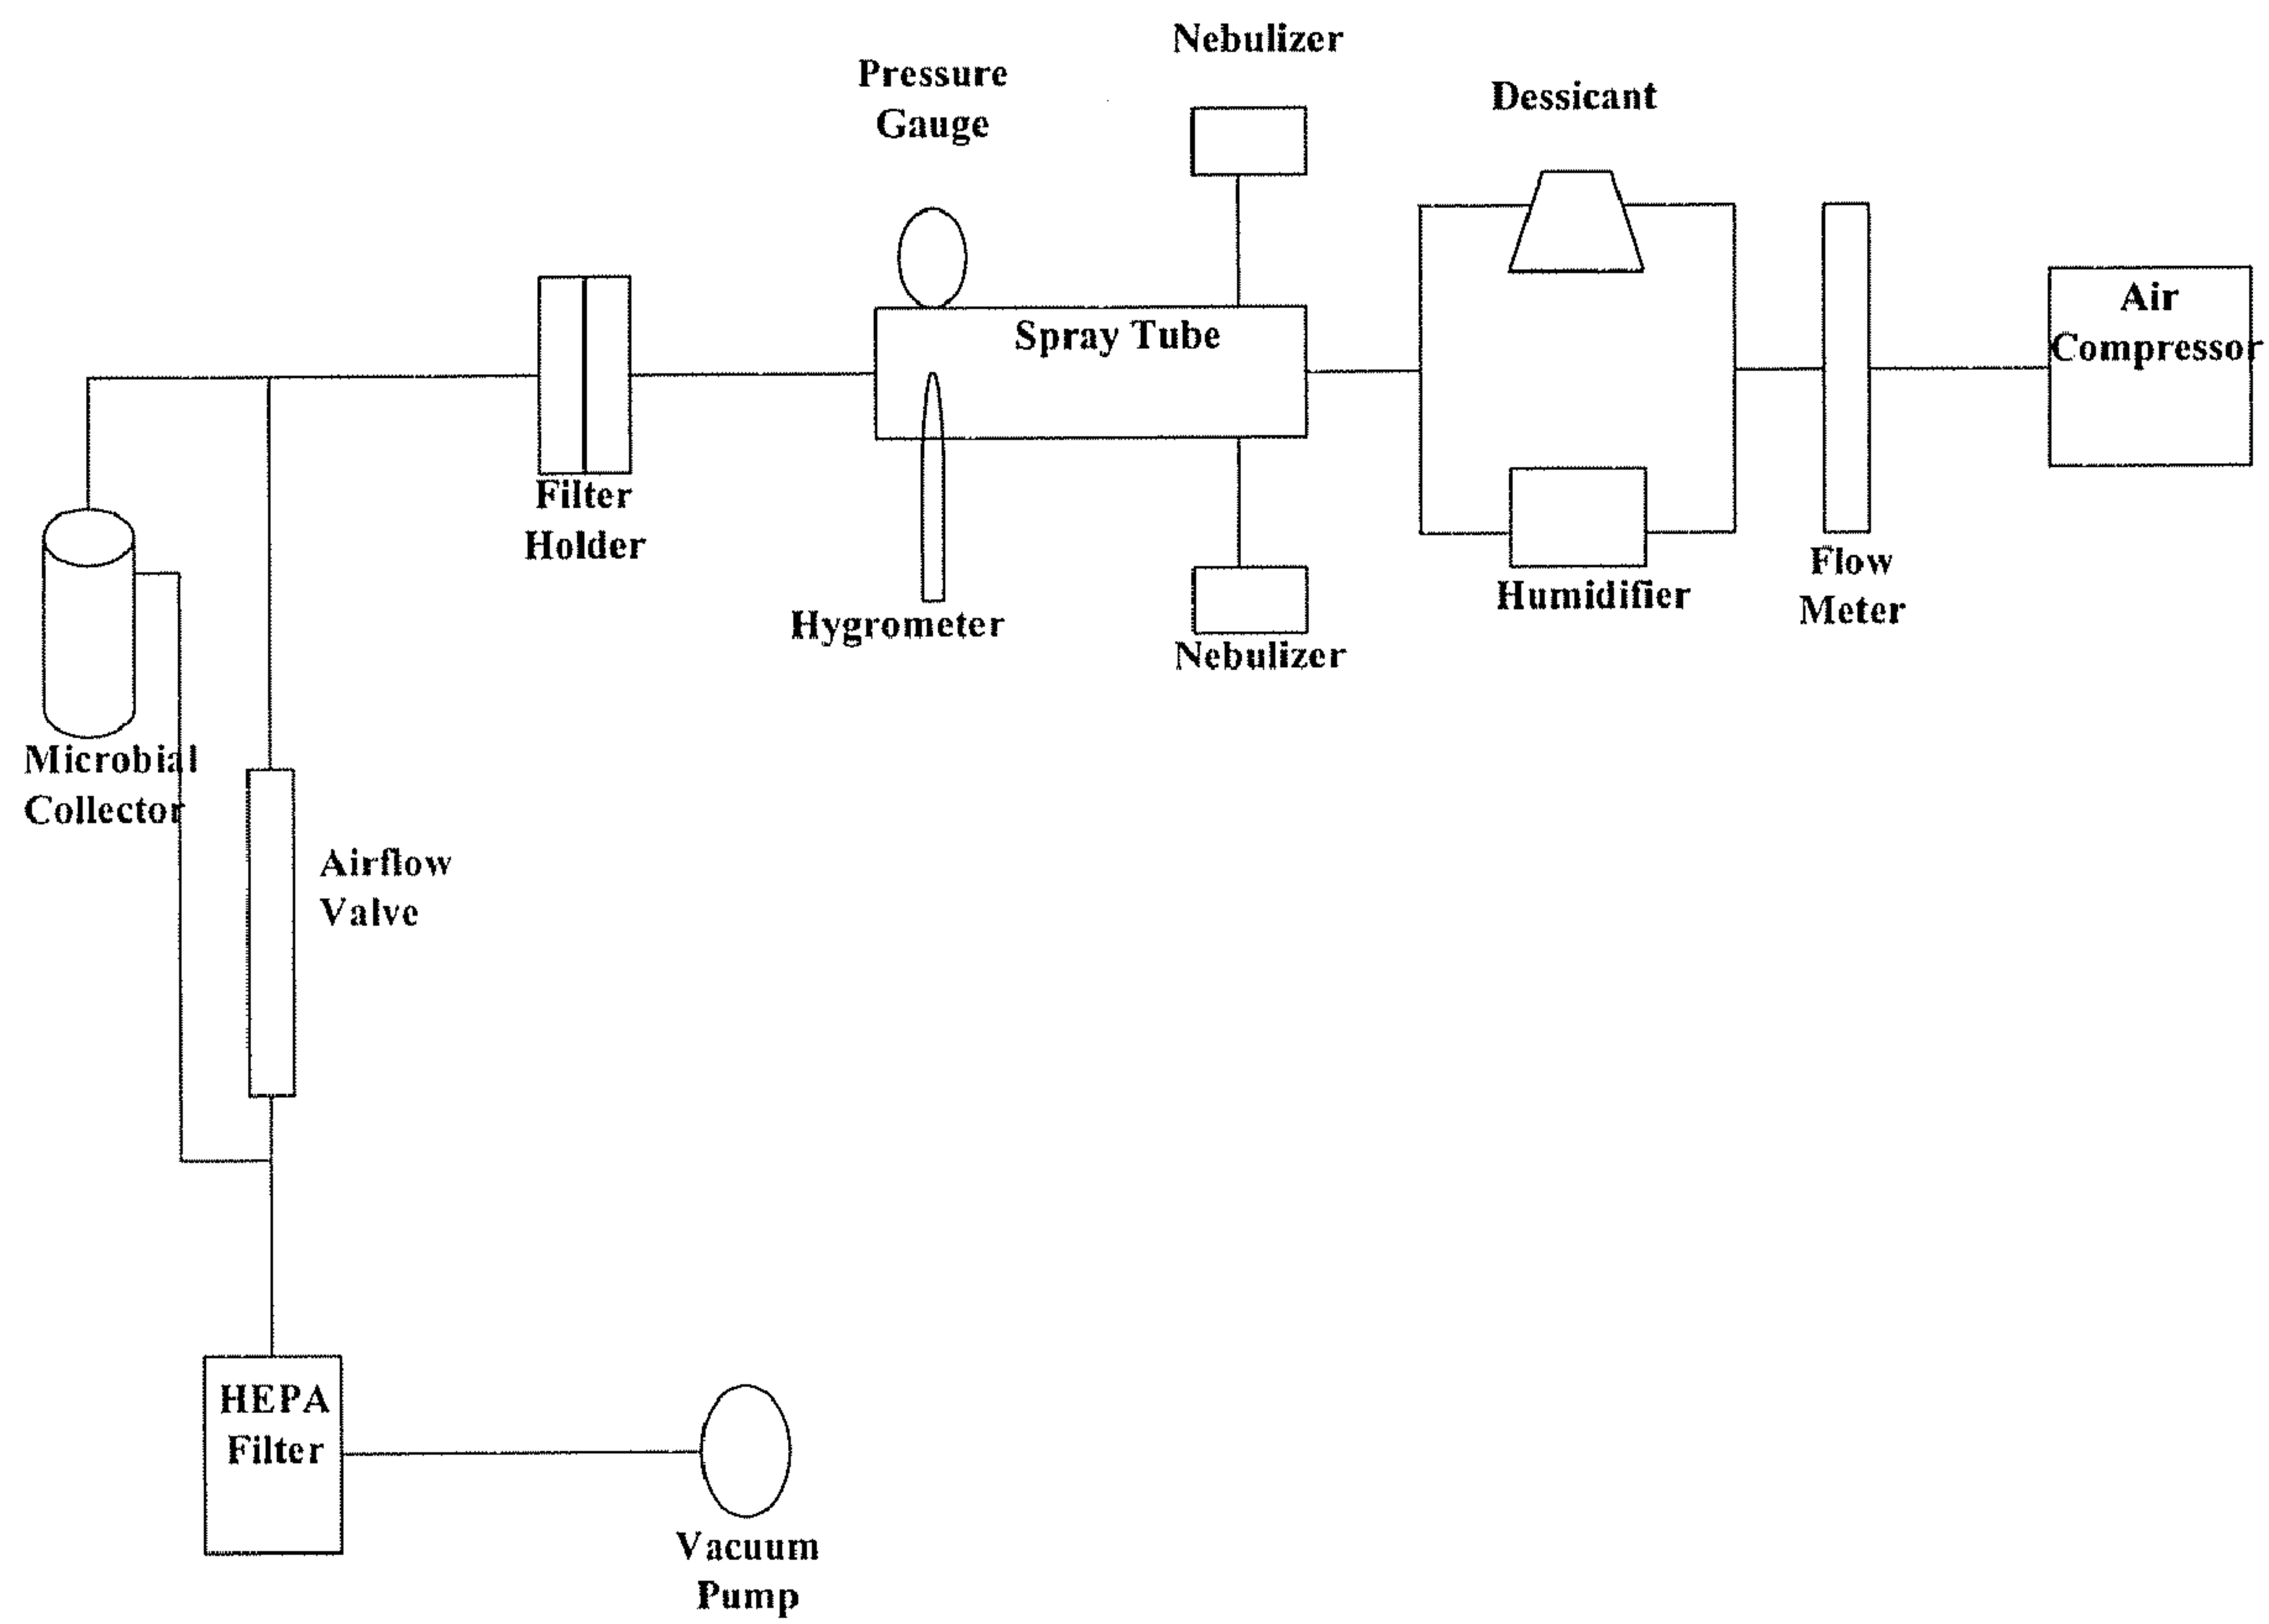 Nebulizer
Pressure
Gauge
Dessicant
Spray Tube
Air
Compressor
Filter
Holder
Hygrometer
Nebulizer
Humidifier
Flow
Meter
Microbial
Collector
Airflow
Valve
HEPA
Filter
Vacuum
Pump